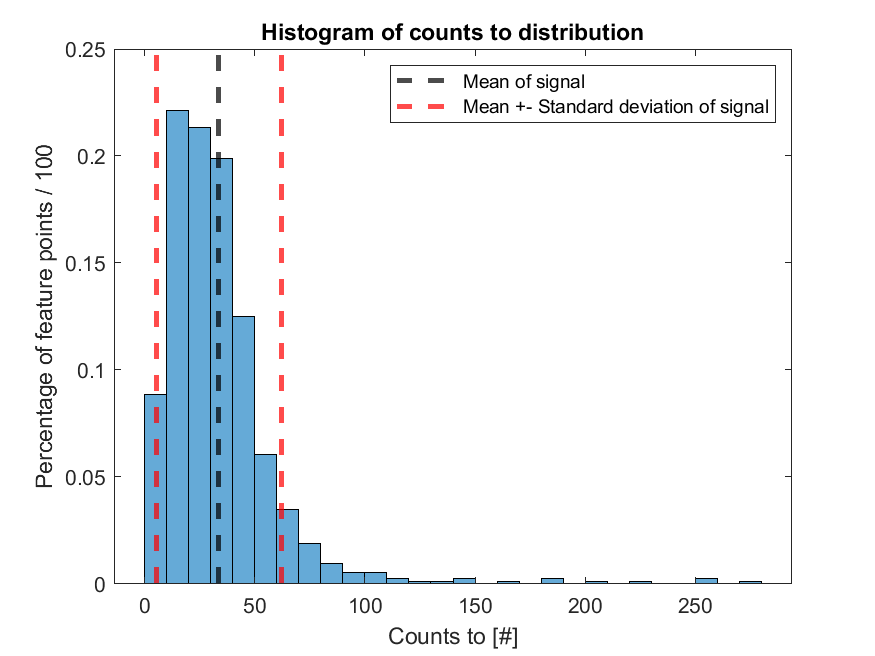 Histogram of counts to distribution
0.25
0.2
0.15
0.1
0.05
0
Percentage of feature points / 100
Mean of signal
Mean +- Standard deviation of signal
0 50 100 150 200 250
Counts to [#]